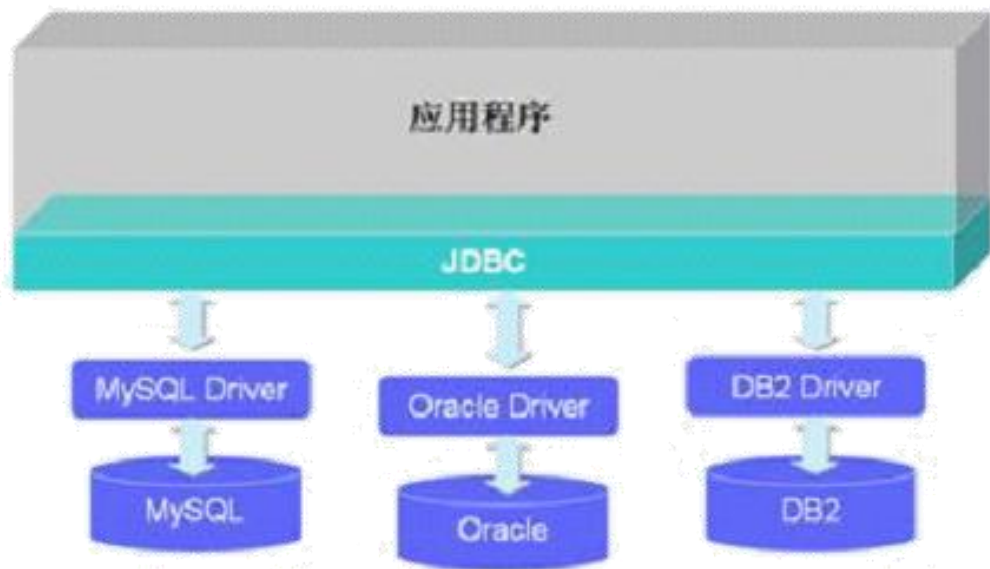 应用程序
JDBC
MySQL Driver
Oracle Driver
DB2 Driver
MySQL
Oracle
DB2